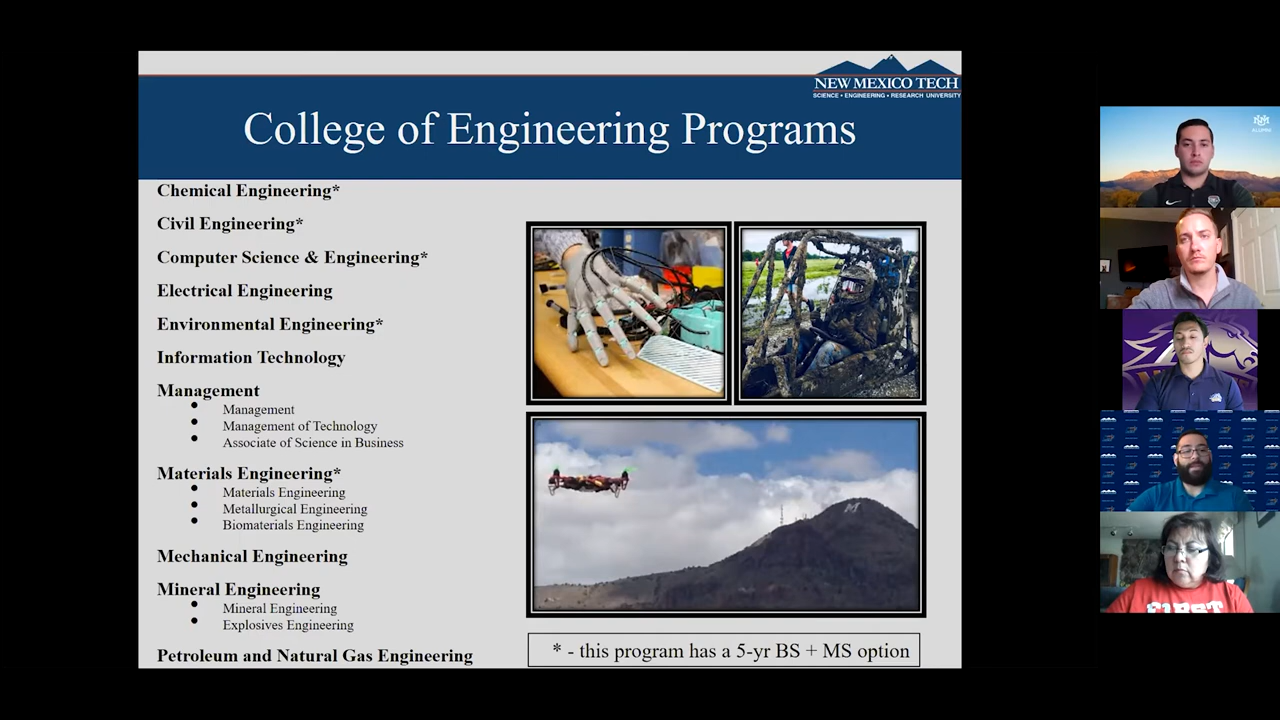 NEW MEXICO TECH
SCIENCE • ENGINEERING • RESEARCH UNIVERSITY
College of Engineering Programs
Chemical Engineering*
Civil Engineering*
Computer Science & Engineering*
Electrical Engineering
Environmental Engineering*
Information Technology
Management
• Management
• Management of Technology
• Associate of Science in Business
Materials Engineering*
• Materials Engineering
• Metallurgical Engineering
• Biomaterials Engineering
Mechanical Engineering
Mineral Engineering
• Mineral Engineering
• Explosives Engineering
Petroleum and Natural Gas Engineering
M
* - this program has a 5-yr BS + MS option
ALUMNI
FIRST